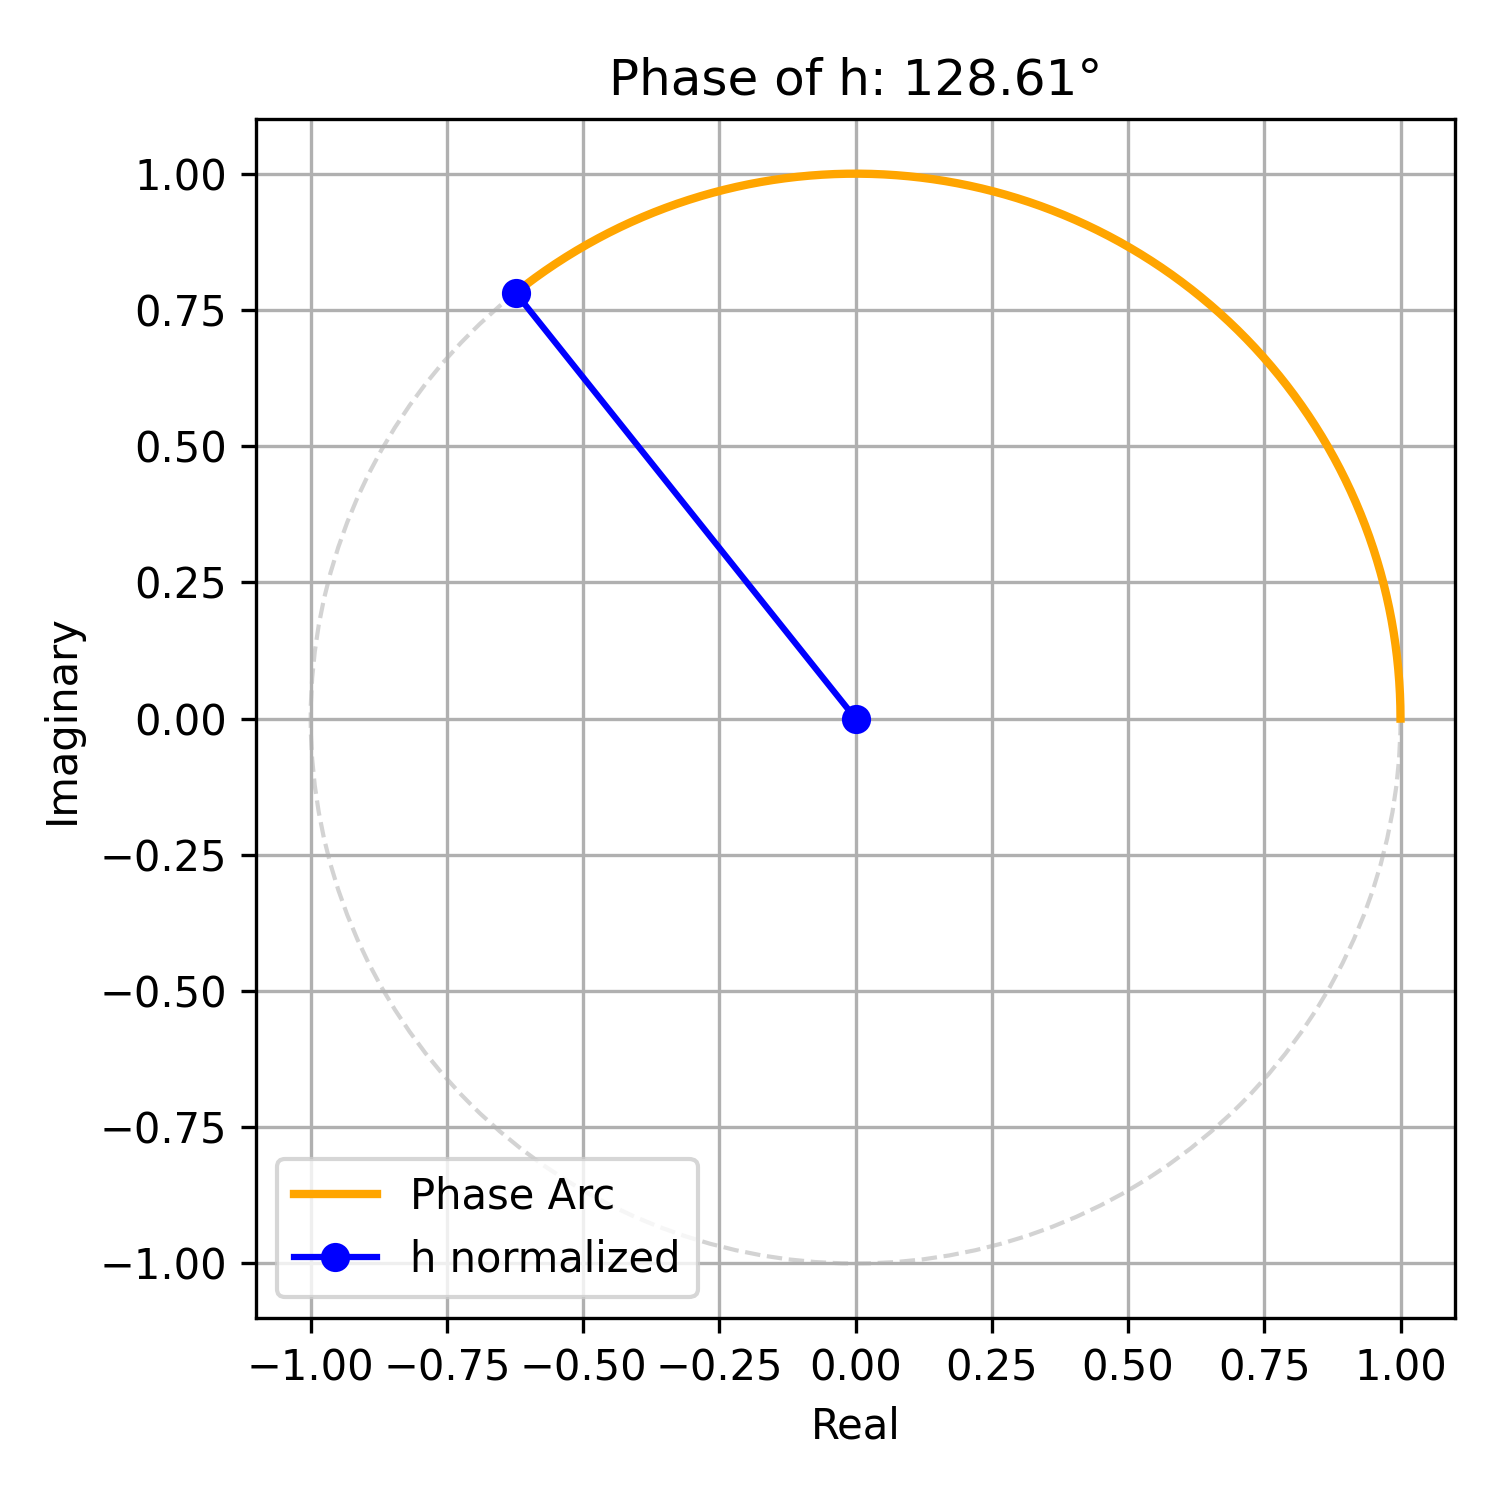 Phase of h: 128.61°
1.00
0.75
0.50
0.25
0.00
−0.25
−0.50
−0.75
−1.00
Imaginary
Phase Arc
h normalized
−1.00 −0.75 −0.50 −0.25 0.00 0.25 0.50 0.75 1.00
Real